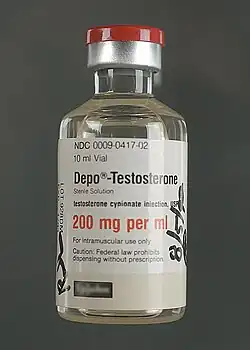 NDC 0009-0417-02
10 ml Vial
Depo®-Testosterone
Sterile Solution
testosterone cypionate injection, USP
200 mg per ml
For intramuscular use only
Caution: Federal law prohibits
dispensing without prescription.